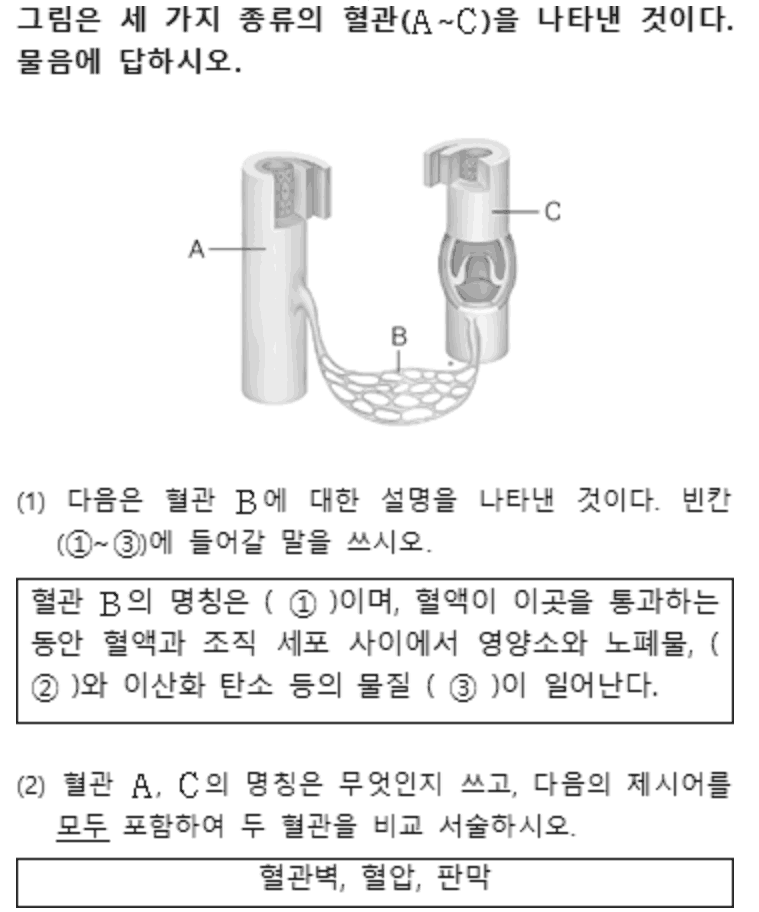 그림은 세 가지 종류의 혈관(A~C)을 나타낸 것이다.
물음에 답하시오.
A
B
C
(1) 다음은 혈관 B에 대한 설명을 나타낸 것이다. 빈칸
(①~③)에 들어갈 말을 쓰시오.
혈관 B의 명칭은 ( ① )이며, 혈액이 이곳을 통과하는
동안 혈액과 조직 세포 사이에서 영양소와 노폐물, (
② )와 이산화 탄소 등의 물질 ( ③ )이 일어난다.
(2) 혈관 A, C의 명칭은 무엇인지 쓰고, 다음의 제시어를
모두 포함하여 두 혈관을 비교 서술하시오.
혈관벽, 혈압, 판막